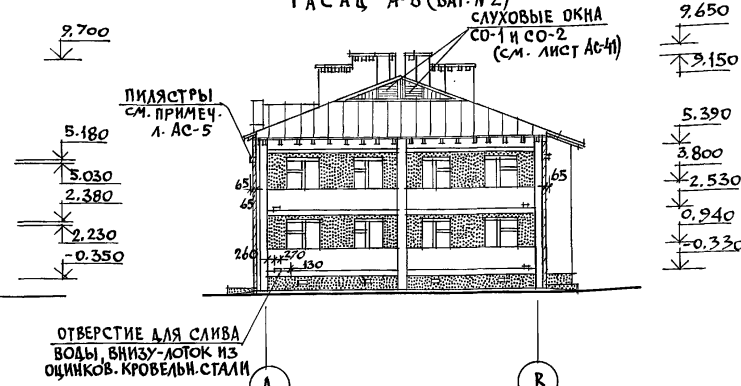 СЛУХОВЫЕ ОКНА
СО-1 И СО-2
(СМ. ЛИСТ АС-41)
9.700
9.650
9.150
ПИЛЯСТРЫ
СМ. ПРИМЕЧ.
Л. АС-5
5.180
5.030
2.380
2.230
-0.350
5.390
3.800
2.530
0.940
-0.330
65
65
65
260
270
130
ОТВЕРСТИЕ ДЛЯ СЛИВА
ВОДЫ, ВНИЗУ-ЛОТОК ИЗ
ОЦИНКОВ. КРОВЕЛЬН. СТАЛИ